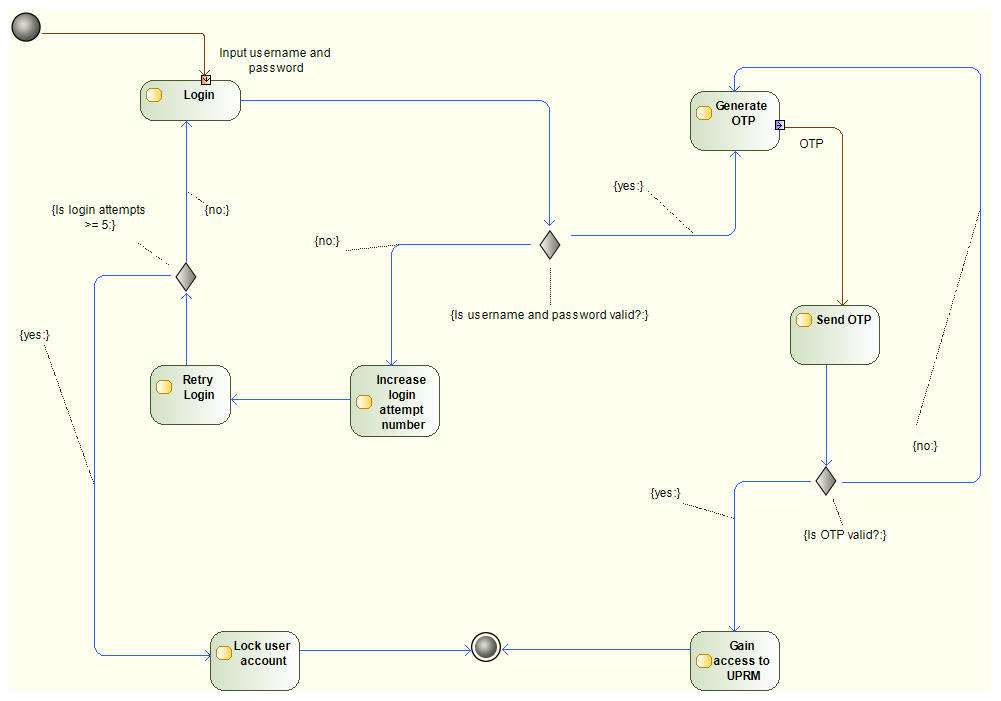 Input username and
password
Login
Generate
OTP
OTP
{yes:}
{Is login attempts
>= 5:}
{no:}
{no:}
{Is username and password valid?:}
Send OTP
{yes:}
Retry
Login
Increase
login
attempt
number
{no:}
{yes:}
{Is OTP valid?:}
Lock user
account
Gain
access to
UPRM